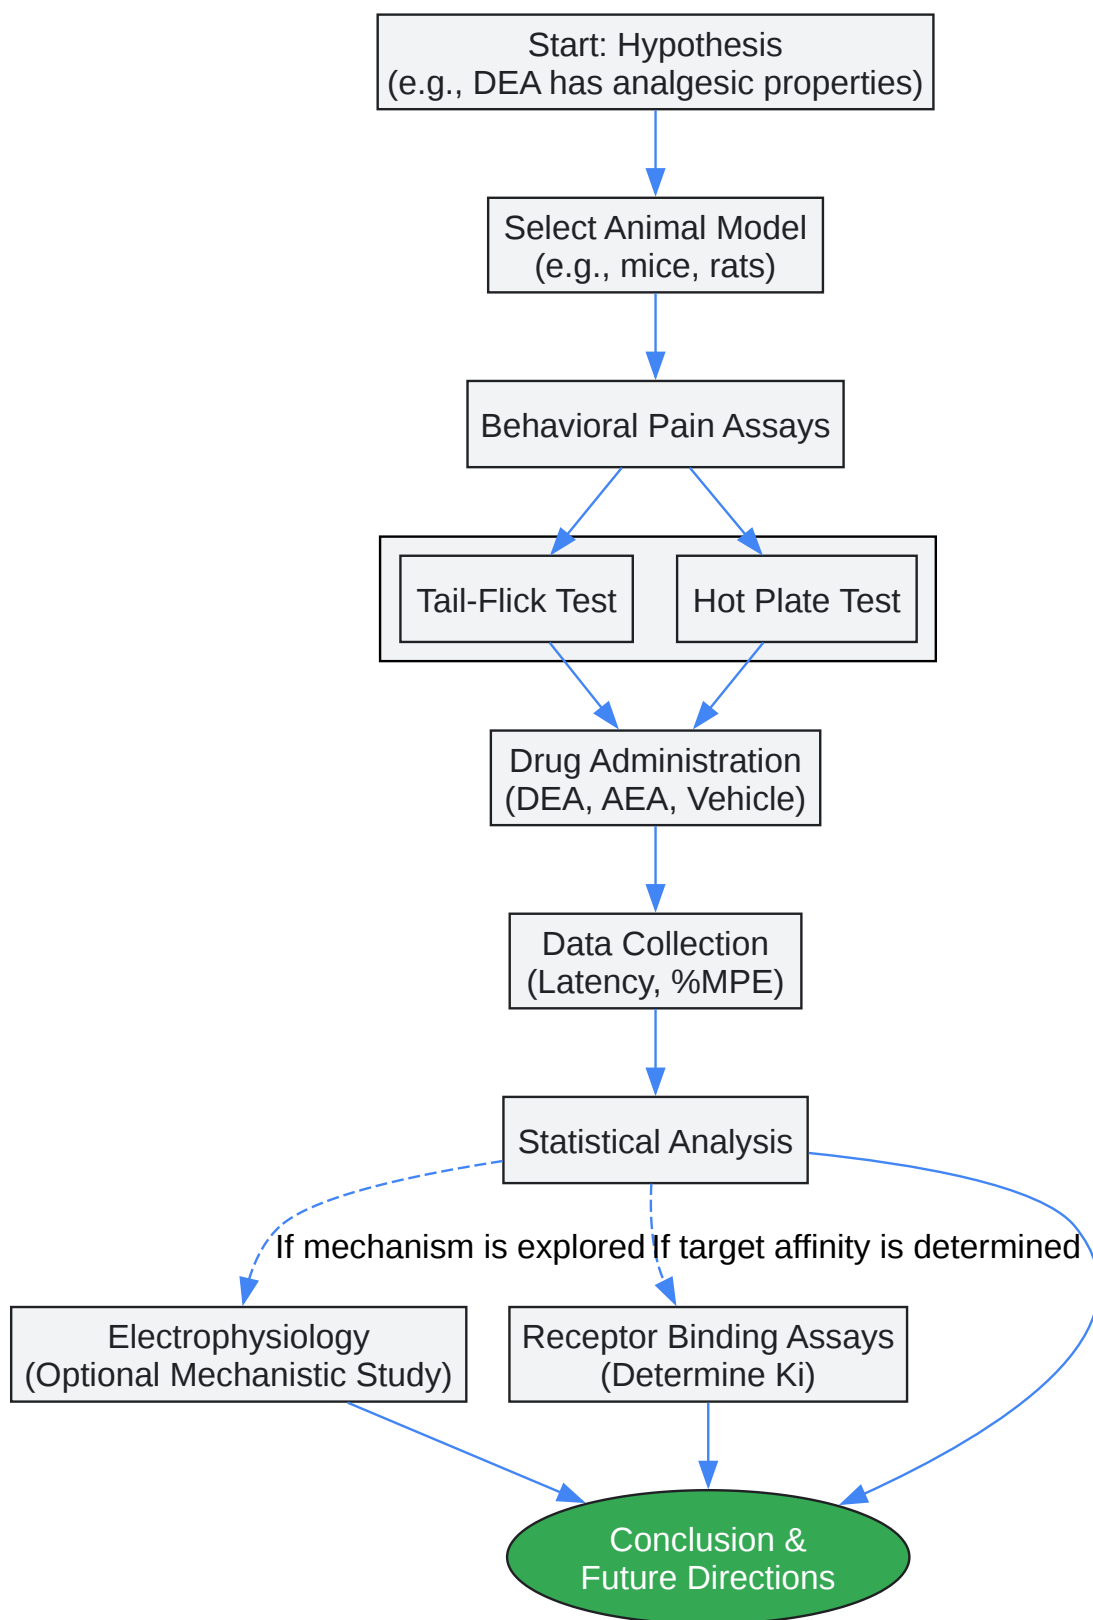 Start: Hypothesis
(e.g., DEA has analgesic properties)
Select Animal Model
(e.g., mice, rats)
Behavioral Pain Assays
Tail-Flick Test
Hot Plate Test
Drug Administration
(DEA, AEA, Vehicle)
Data Collection
(Latency, %MPE)
Statistical Analysis
If mechanism is explored
If target affinity is determined
Electrophysiology
(Optional Mechanistic Study)
Receptor Binding Assays
(Determine Ki)
Conclusion &
Future Directions